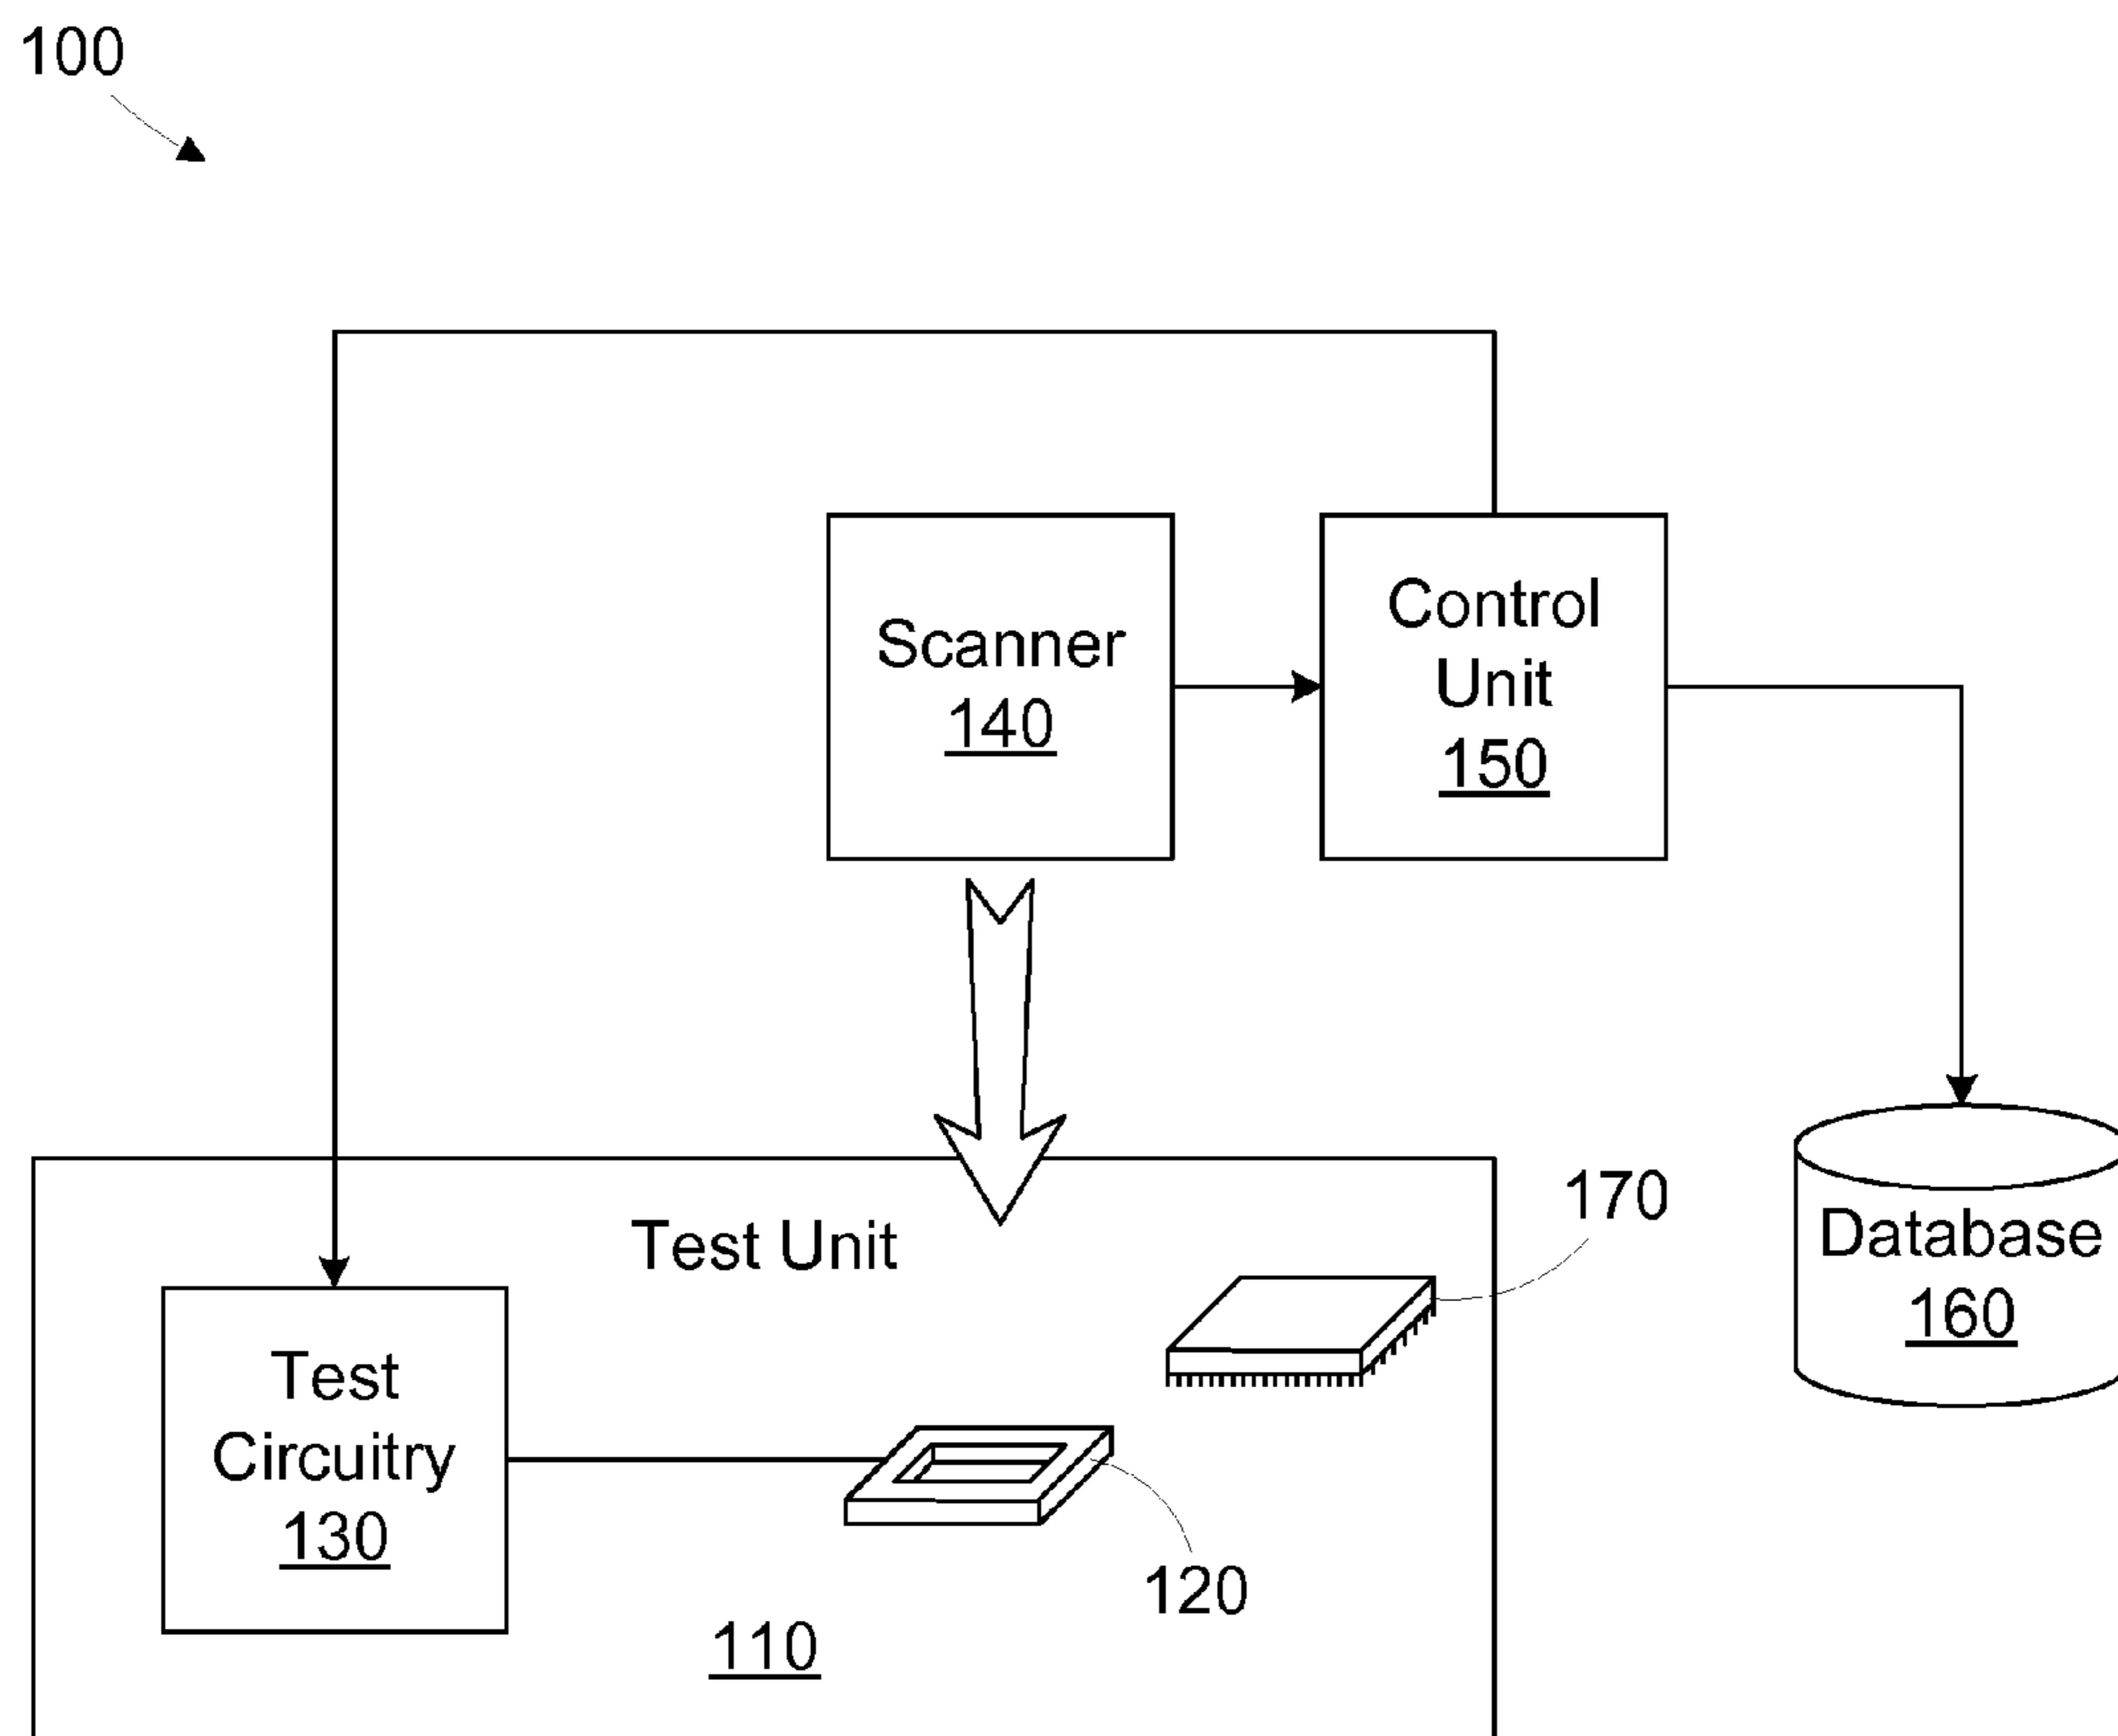 100
Scanner
140
Control
Unit
150
Test Unit
170
Database
160
Test
Circuitry
130
120
110